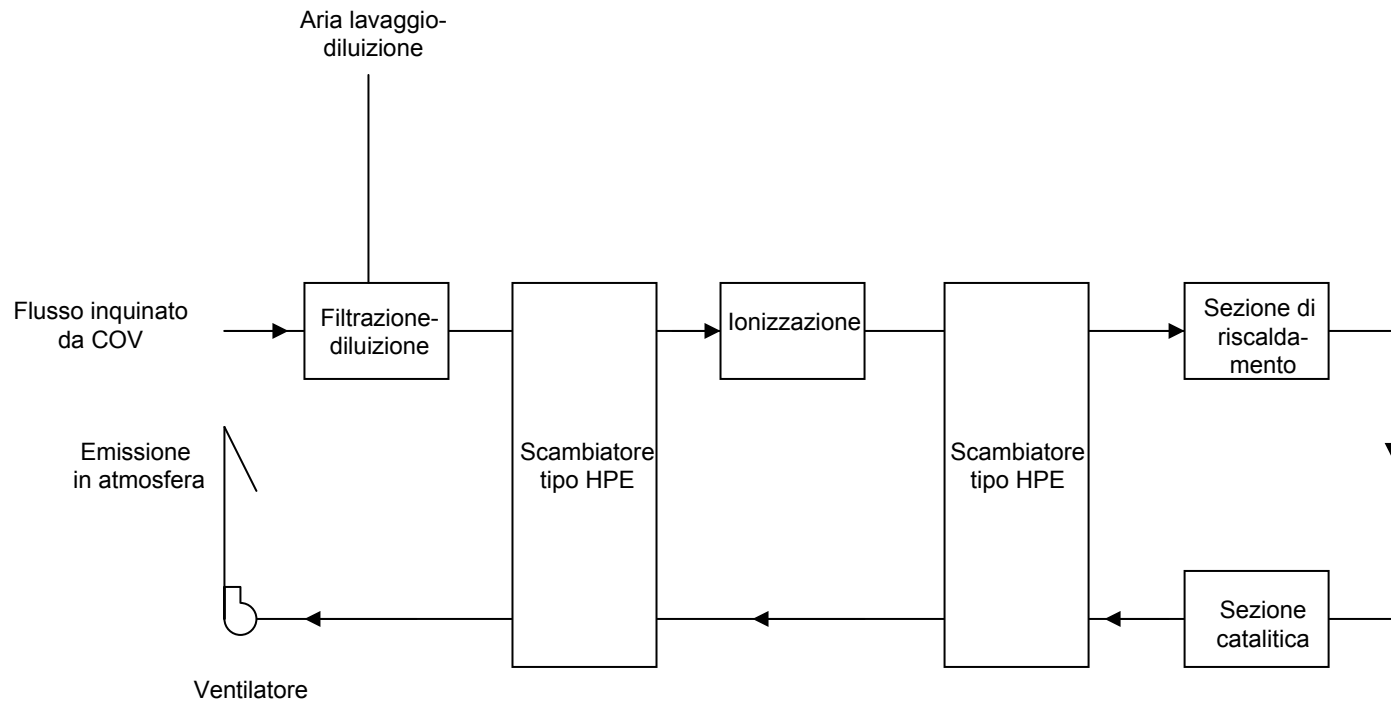 Aria lavaggio-
diluizione
Flusso inquinato
da COV
Filtrazione-
diluizione
Ionizzazione
Sezione di
riscalda-
mento
Emissione
in atmosfera
Scambiatore
tipo HPE
Scambiatore
tipo HPE
Sezione
catalitica
Ventilatore